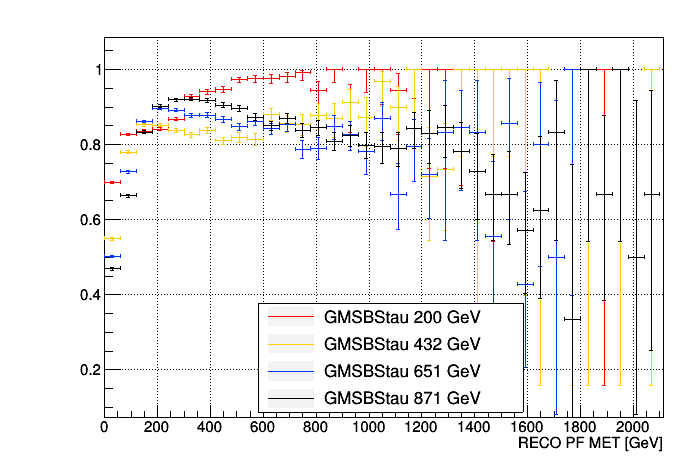 1
0.8
0.6
0.4
0.2
GMSBStau 200 GeV
GMSBStau 432 GeV
GMSBStau 651 GeV
GMSBStau 871 GeV
0 200 400 600 800 1000 1200 1400 1600 1800 2000
RECO PF MET [GeV]